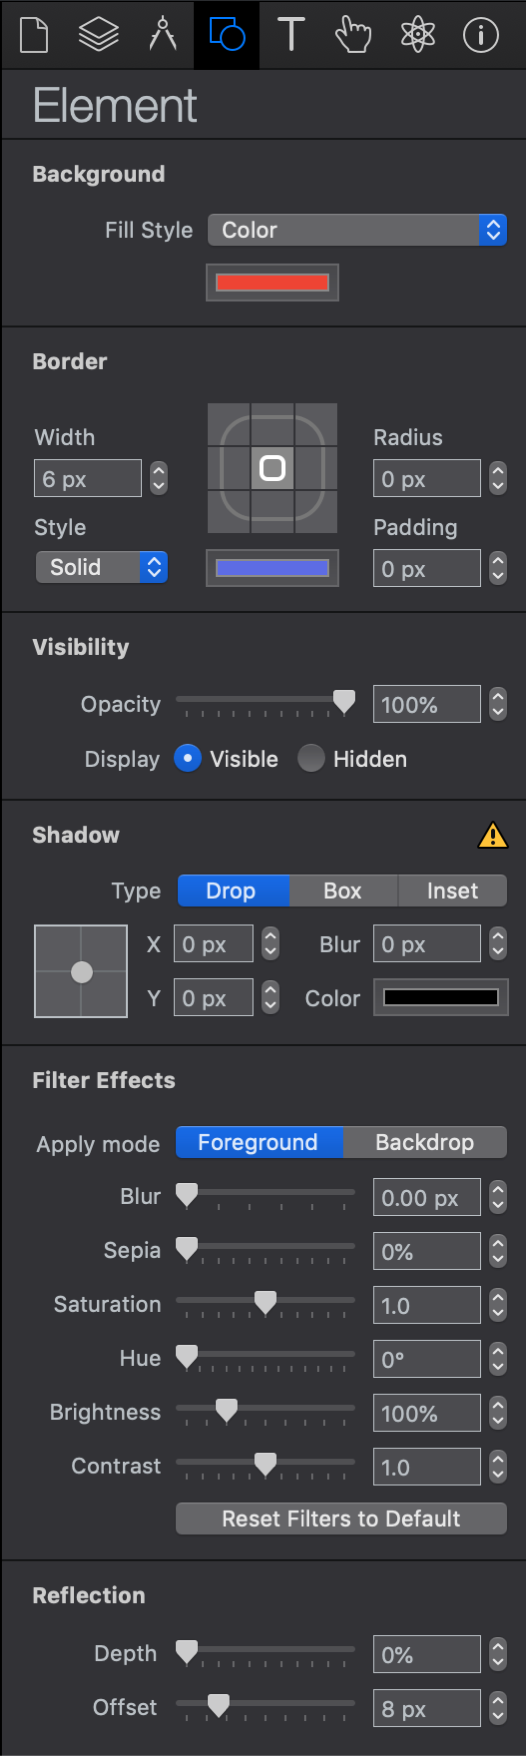 T
i
Element
Background
Fill Style Color
Border
Width Radius
6 px 0 px
Style Padding
Solid 0 px
Visibility
Opacity 100%
Display Visible Hidden
Shadow
Type Drop Box Inset
X 0 px Blur 0 px
Y 0 px Color
Filter Effects
Apply mode Foreground Backdrop
Blur 0.00 px
Sepia 0%
Saturation 1.0
Hue 0°
Brightness 100%
Contrast 1.0
Reset Filters to Default
Reflection
Depth 0%
Offset 8 px